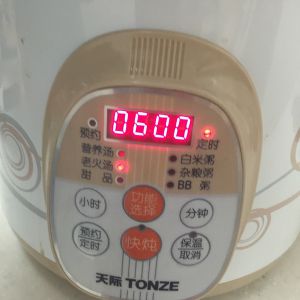 0600
预约 定时
营养汤 白米粥
老火汤 杂粮粥
甜品 BB粥
小时 功能选择 分钟
预约定时 快炖 保温取消
天际 TONZE